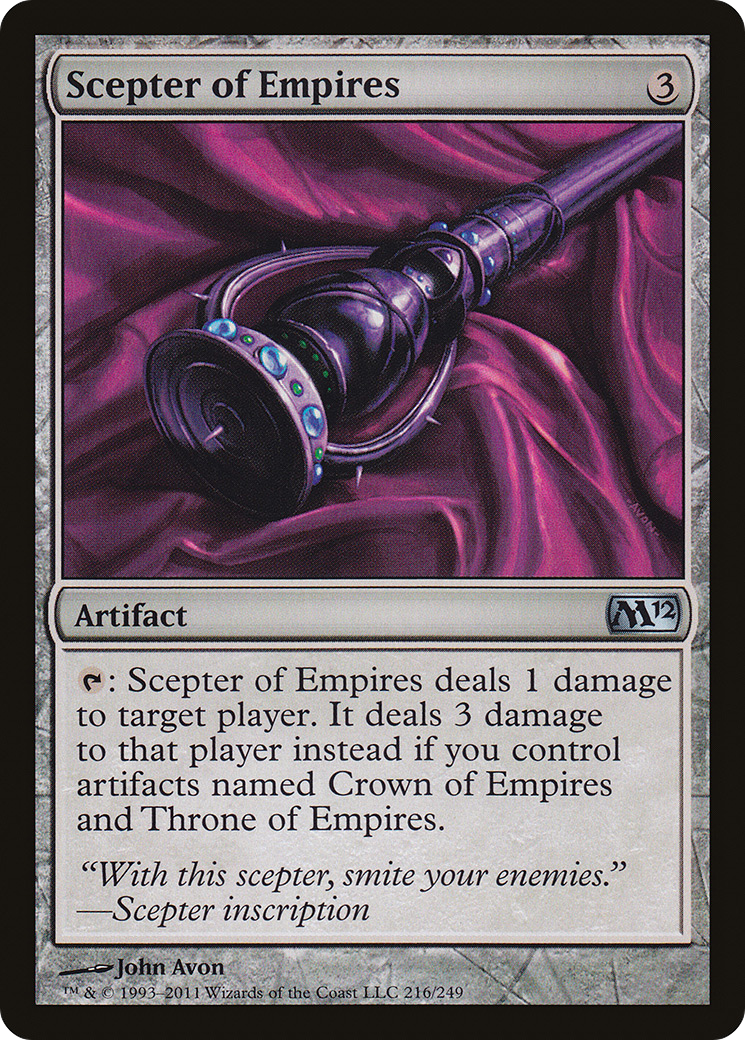 Scepter of Empires
3
AVON
Artifact
M12
: Scepter of Empires deals 1 damage
to target player. It deals 3 damage
to that player instead if you control
artifacts named Crown of Empires
and Throne of Empires.
“With this scepter, smite your enemies.”
—Scepter inscription
John Avon
™ & © 1993–2011 Wizards of the Coast LLC 216/249